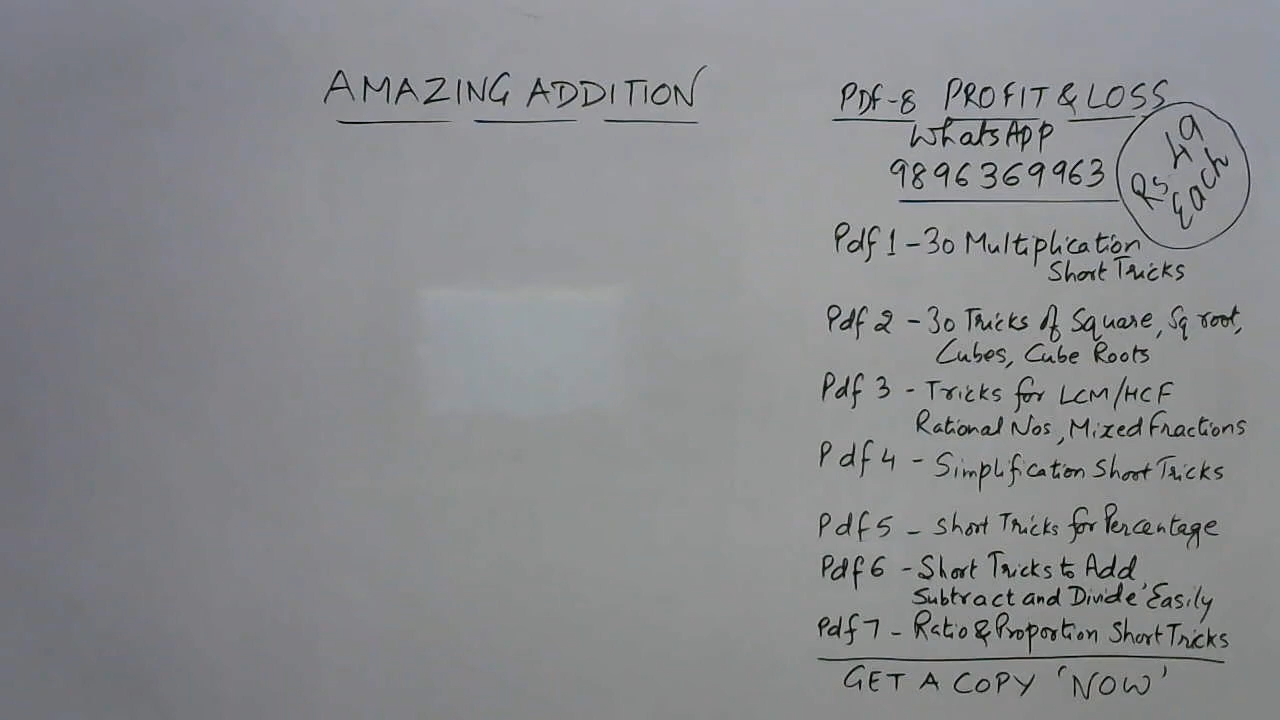 AMAZING ADDITION
PDF-8 PROFIT & LOSS
WhatsAPP
9896369963
Rs 49
Each
Pdf 1 - 30 Multiplication
Short Tricks
Pdf 2 - 30 Tricks of Square, Sq root,
Cubes, Cube Roots
Pdf 3 - Tricks for LCM/HCF
Rational Nos, Mixed Fractions
Pdf 4 - Simplification Short Tricks
Pdf 5 - Short Tricks for Percentage
Pdf 6 - Short Tricks to Add,
Subtract and Divide Easily
Pdf 7 - Ratio & Proportion Short Tricks
GET A COPY 'NOW'